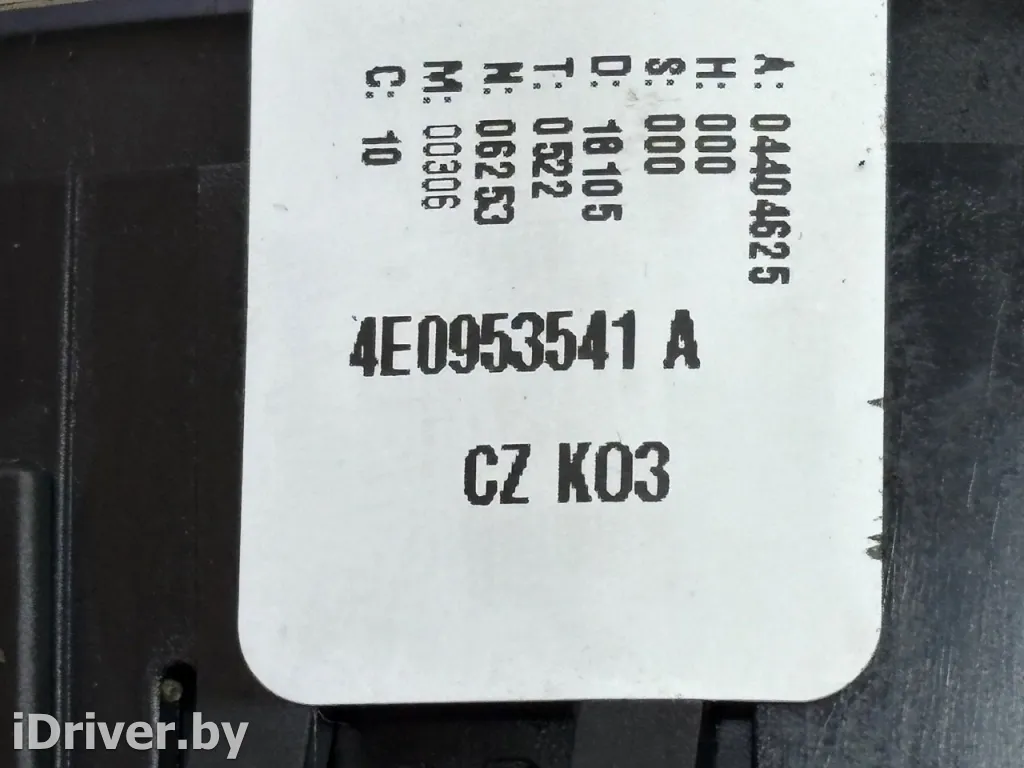 A: 04404625
H: 000
S: 000
D: 18105
T: 0522
N: 06253
M: 00306
C: 10
4E0953541 A
CZ K03
iDriver.by